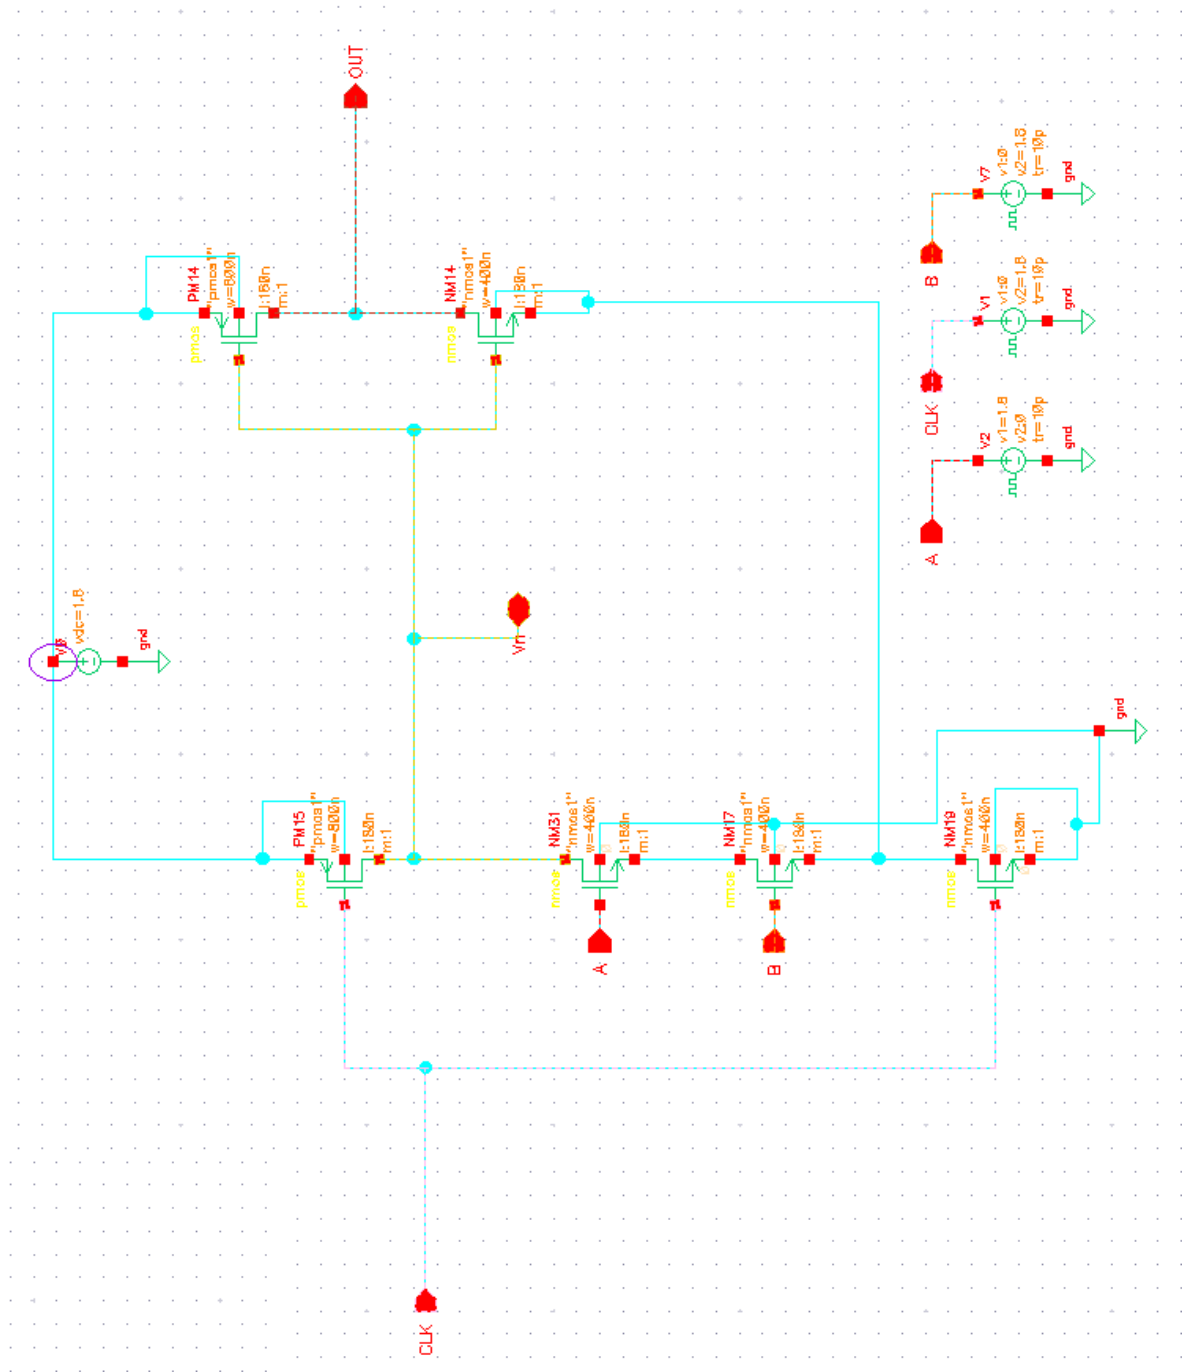 OUT
PM14
"pmos1"
w=800n
l:180n
m:1
pmos
NM14
"nmos1"
w=400n
l:180n
m:1
nmos
B
V7
v1:0
v2=1.8
tr=10p
gnd
CLK
V1
v1:0
v2=1.8
tr=10p
gnd
A
V2
v1=1.8
v2:0
tr=10p
gnd
vdc=1.8
gnd
Vn
gnd
PM15
"pmos1"
w=800n
l:180n
m:1
pmos
NM31
"nmos1"
w=400n
l:180n
m:1
nmos
A
NM17
"nmos1"
w=400n
l:180n
m:1
nmos
B
NM19
"nmos1"
w=400n
l:180n
m:1
nmos
CLK